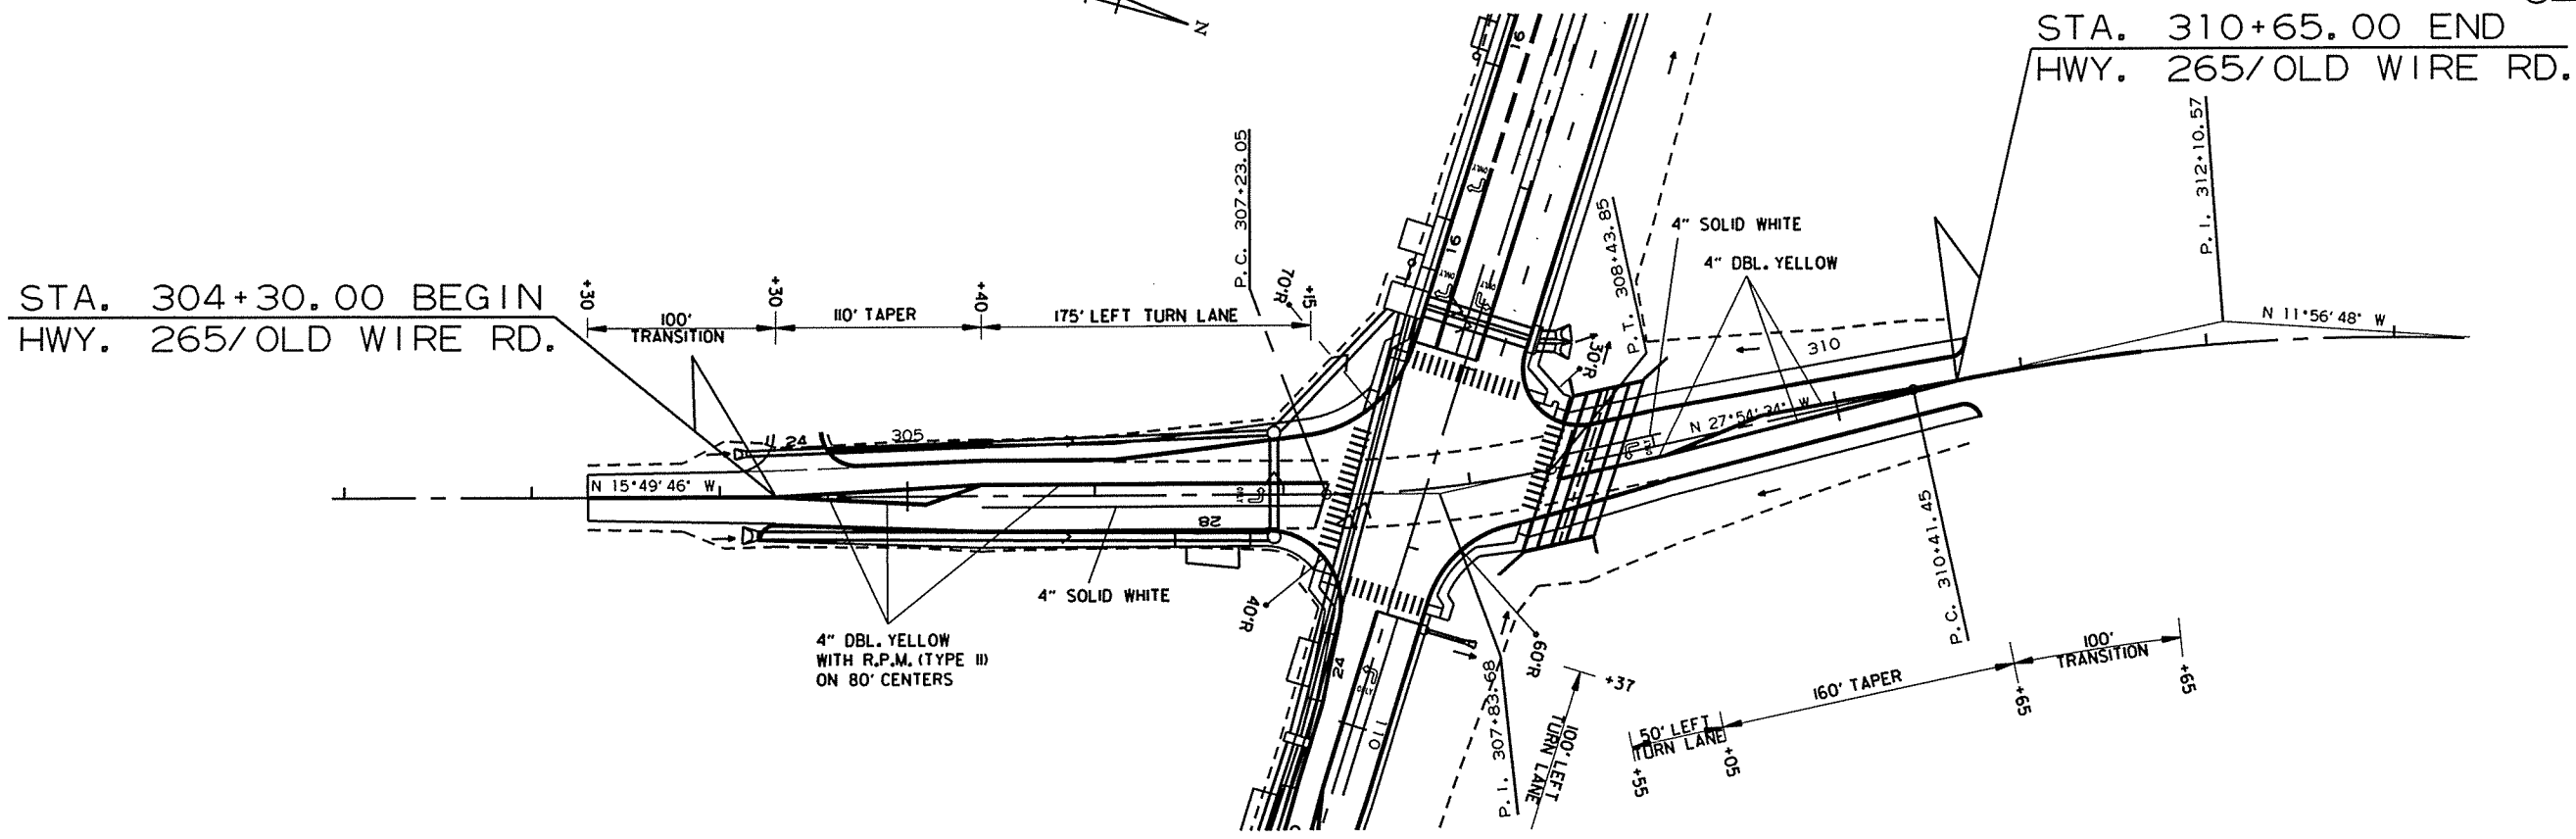 N
STA. 310+65.00 END
HWY. 265/OLD WIRE RD.
STA. 304+30.00 BEGIN
HWY. 265/OLD WIRE RD.
+30
100'
TRANSITION
+30
110' TAPER
+40
175' LEFT TURN LANE
+15
70'R
P.C. 307+23.05
16
ONLY
16
ONLY
ONLY
30'R
P.T. 308+43.85
4" SOLID WHITE
4" DBL. YELLOW
310
P.I. 312+10.57
N 11°56'48" W
N 27°54'34" W
24
305
N 15°49'46" W
ONLY
28
4" SOLID WHITE
4" DBL. YELLOW
WITH R.P.M. (TYPE II)
ON 80' CENTERS
40'R
24
ONLY
110
P.I. 307+83.68
60'R
+37
100' LEFT
TURN LANE
P.C. 310+41.45
50' LEFT
TURN LANE
+55
+05
160' TAPER
+65
100'
TRANSITION
+65